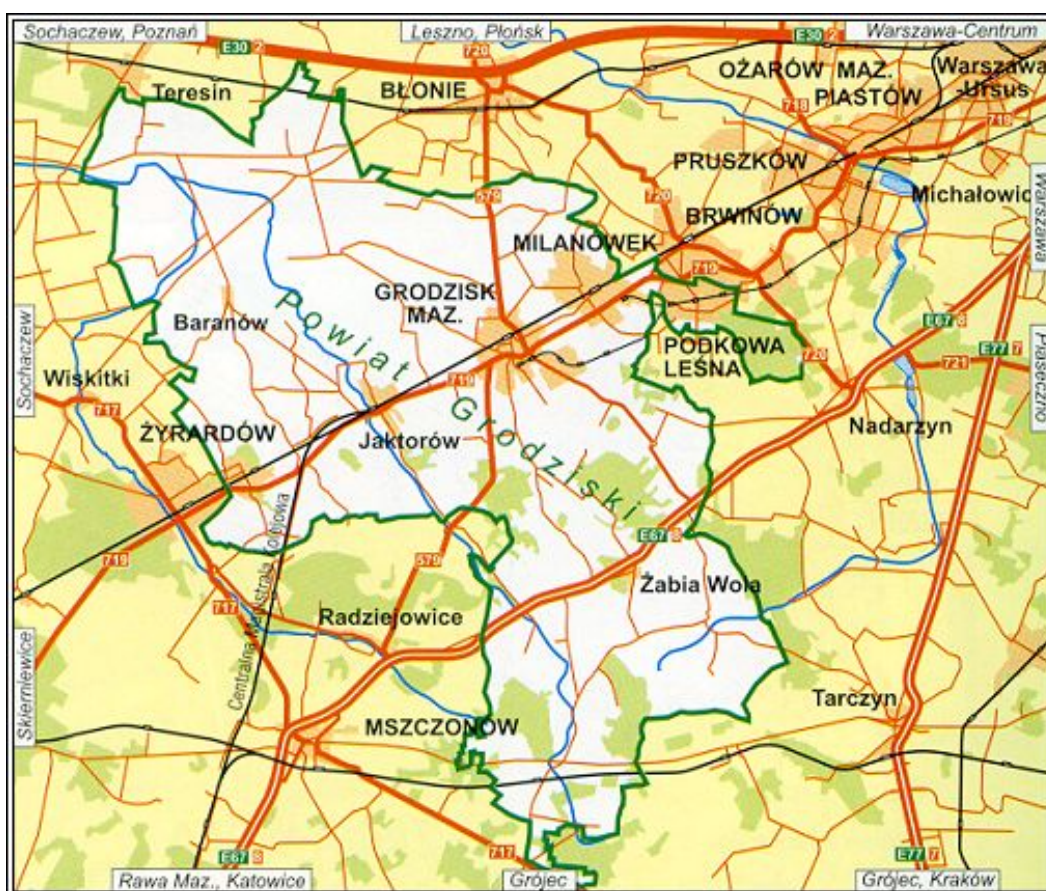 Sochaczew, Poznań
Leszno, Płońsk
Warszawa-Centrum
E30 2
720
E30 2
Teresin
BŁONIE
OŻARÓW MAZ.
PIASTÓW
Warszawa
-Ursus
718
719
PRUSZKÓW
579
720
Michałowic
Warszawa
BRWINÓW
MILANÓWEK
719
GRODZISK
MAZ.
Powiat
Grodziski
Baranów
E67 8
E77 7
Piaseczno
Sochaczew
PODKOWA
LEŚNA
720
721
Wiskitki
717
719
ŻYRARDÓW
Jaktorów
Nadarzyn
E67 8
719
579
Żabia Wola
717
Radziejowice
Centralna Magistrala Kolejowa
Skierniewice
MSZCZONÓW
Tarczyn
E67 8
717
E77 7
Rawa Maz., Katowice
Grójec
Grójec, Kraków